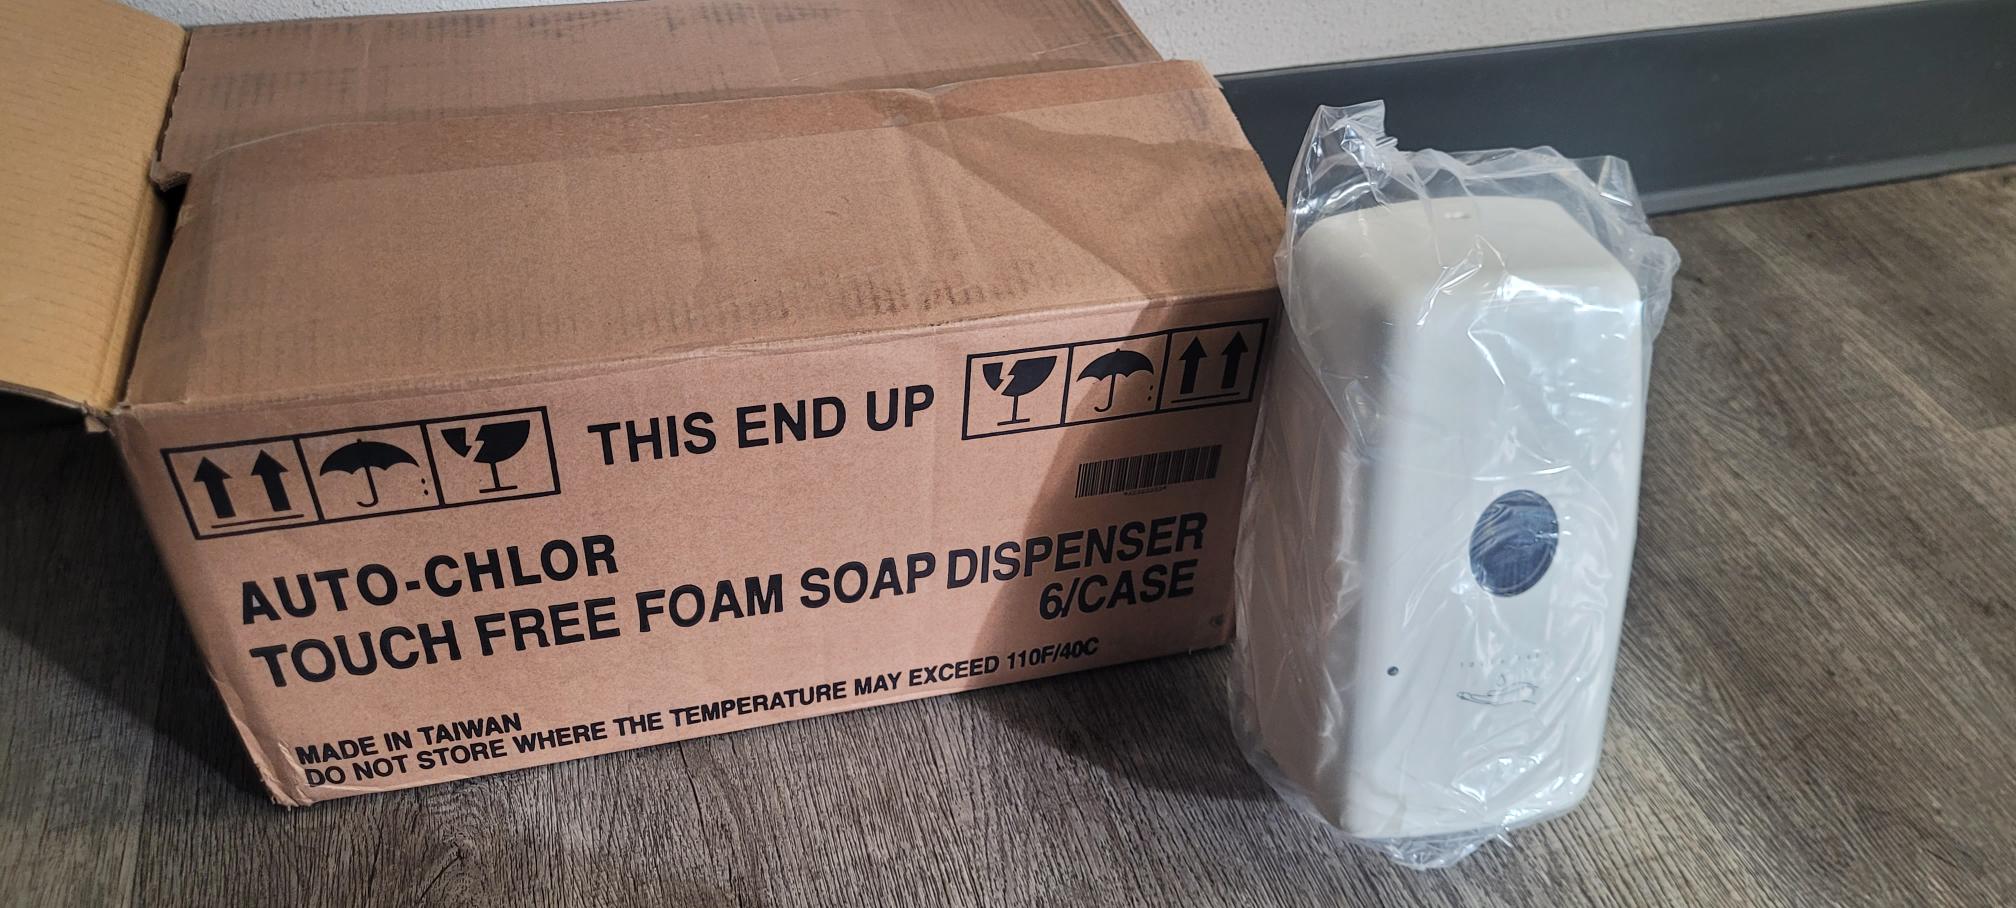 THIS END UP
AUTO-CHLOR
TOUCH FREE FOAM SOAP DISPENSER
6/CASE
MADE IN TAIWAN
DO NOT STORE WHERE THE TEMPERATURE MAY EXCEED 110F/40C